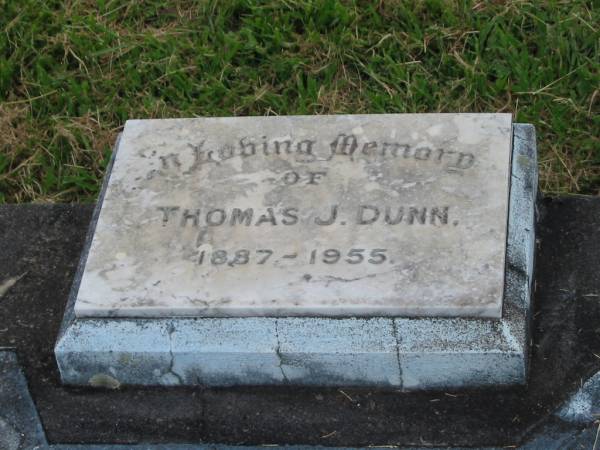 In Loving Memory
OF
THOMAS J. DUNN.
1887-1955.